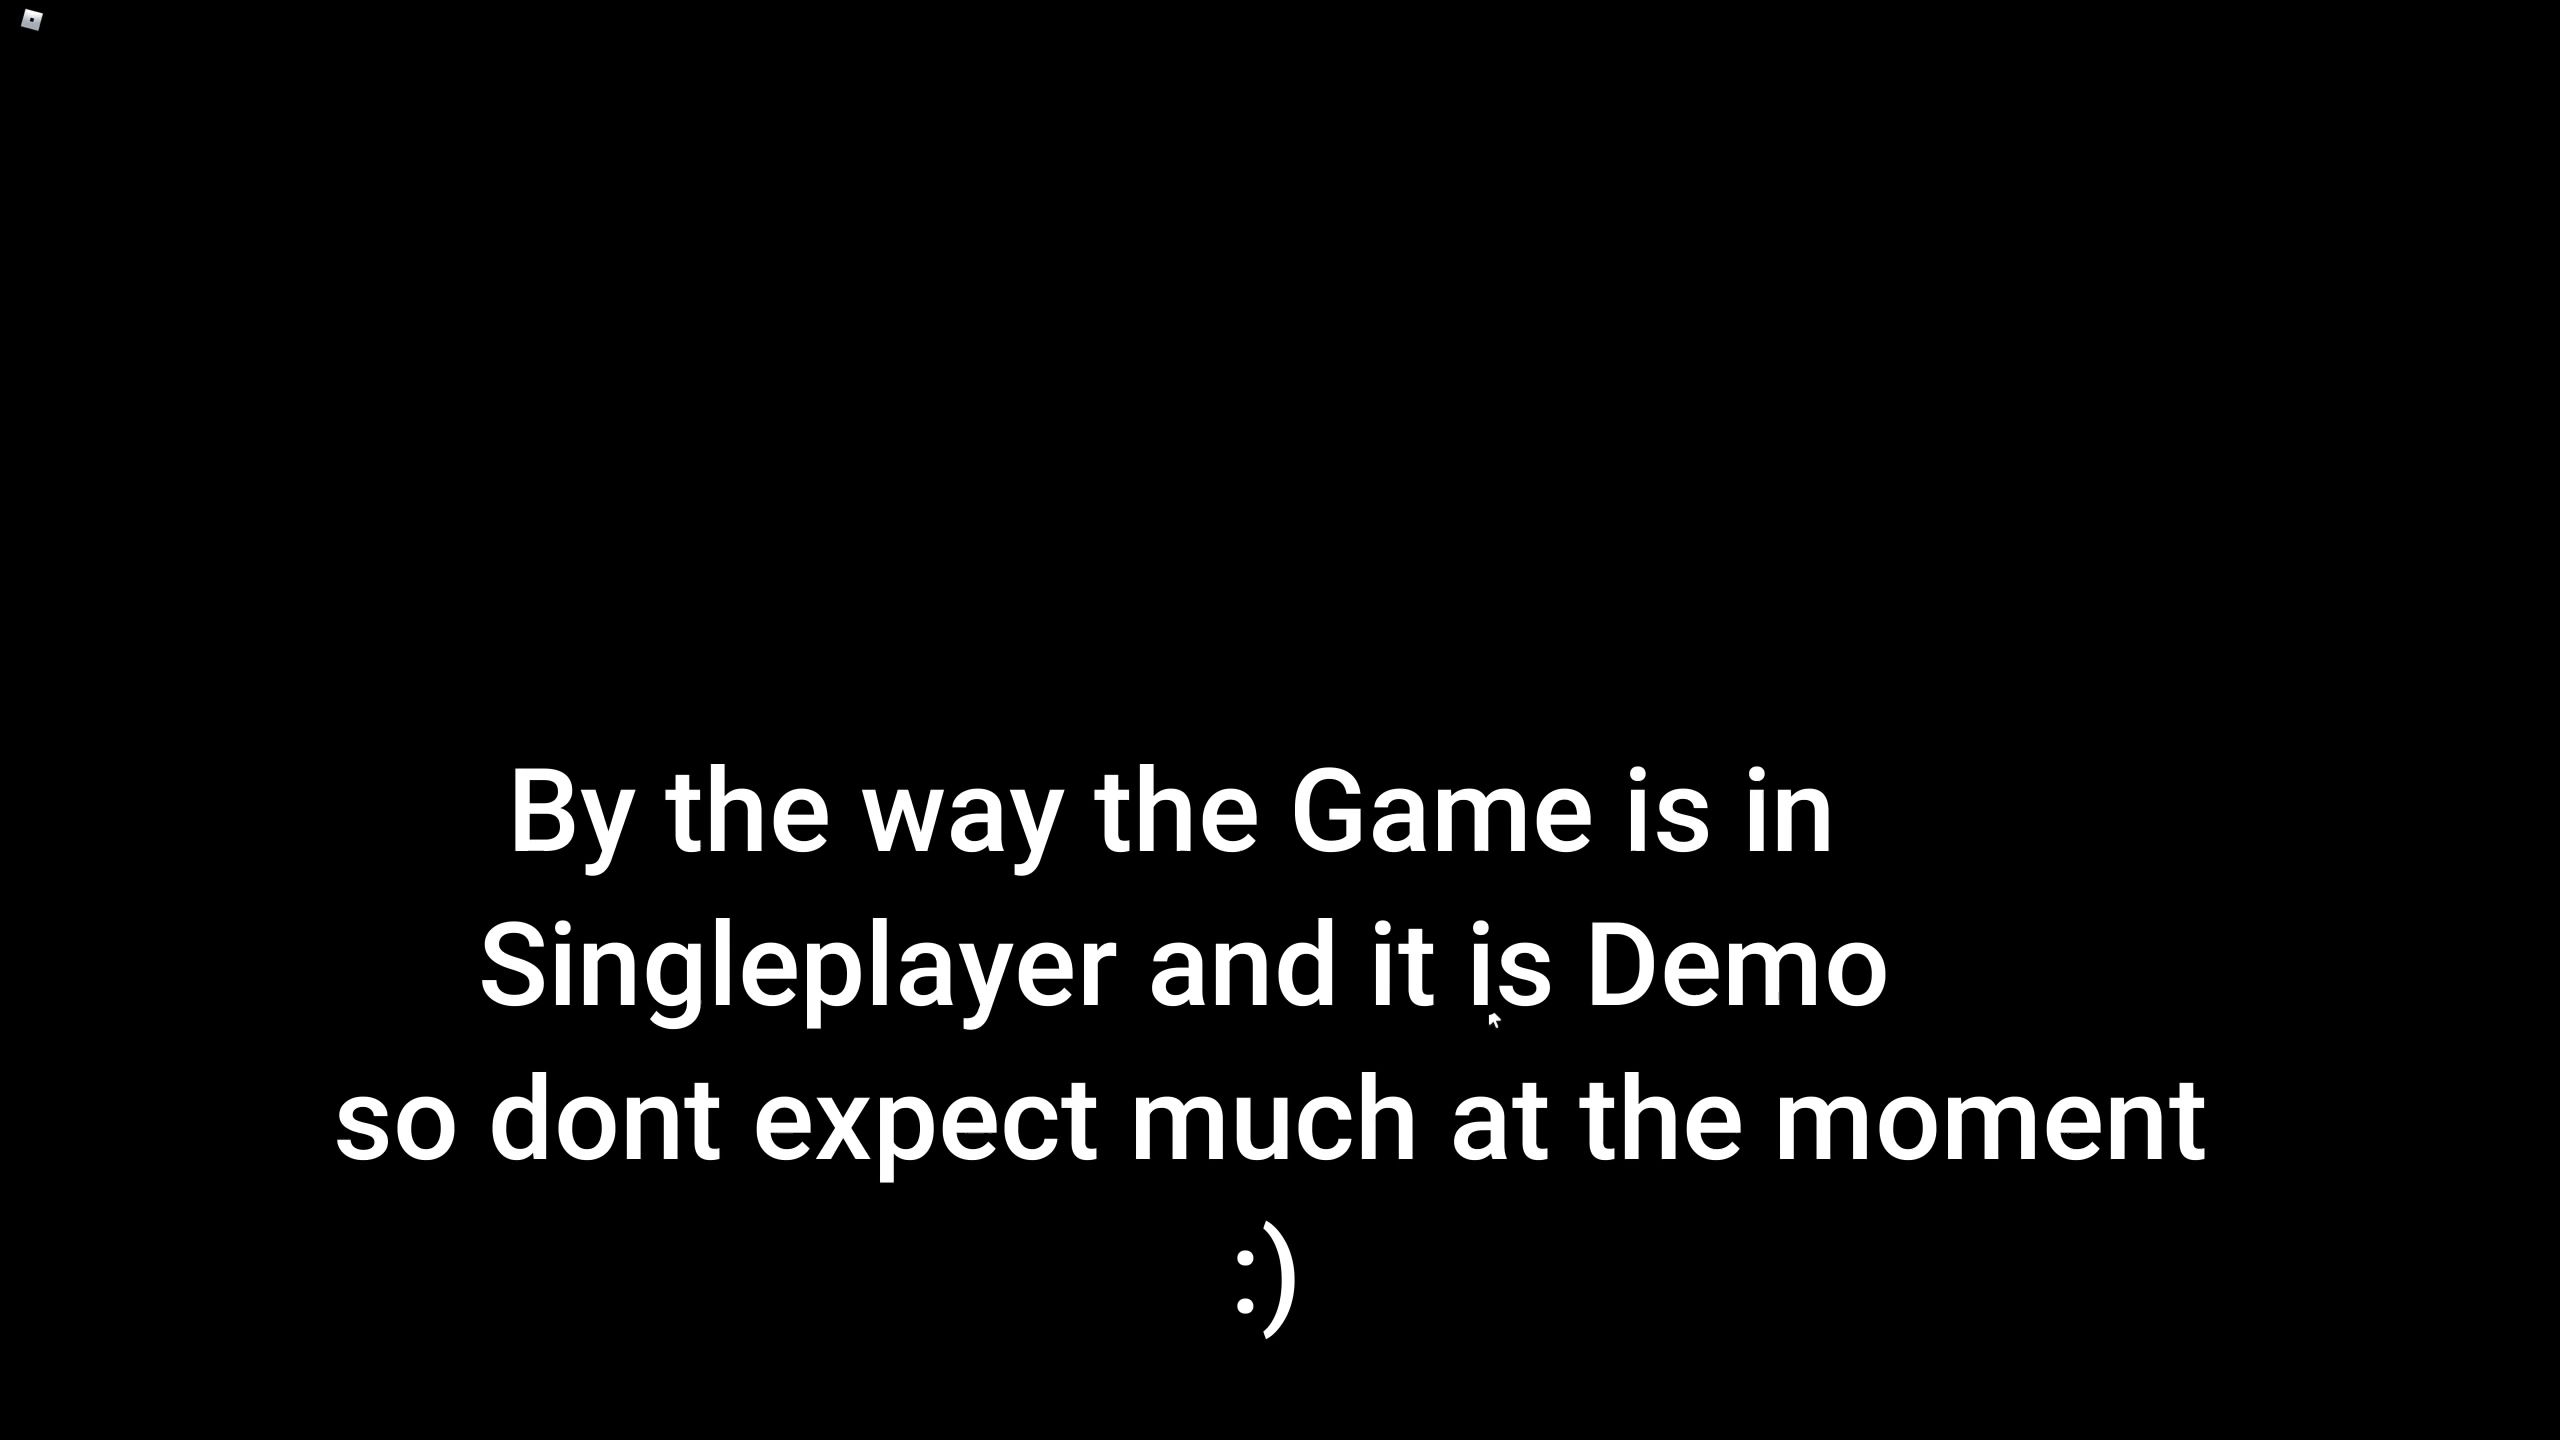 By the way the Game is in
Singleplayer and it is Demo
so dont expect much at the moment
:)